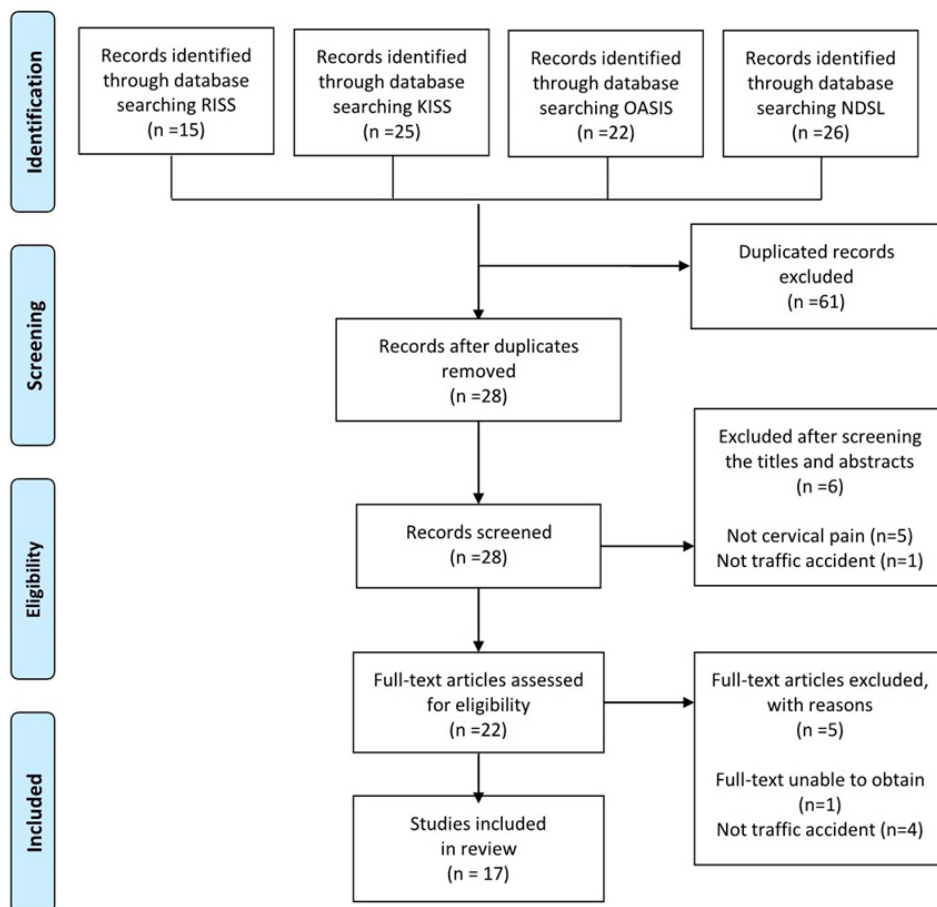 Identification
Records identified
through database
searching RISS
(n =15)
Records identified
through database
searching KISS
(n =25)
Records identified
through database
searching OASIS
(n =22)
Records identified
through database
searching NDSL
(n =26)
Screening
Duplicated records
excluded
(n =61)
Records after duplicates
removed
(n =28)
Eligibility
Excluded after screening
the titles and abstracts
(n =6)
Not cervical pain (n=5)
Not traffic accident (n=1)
Records screened
(n =28)
Full-text articles assessed
for eligibility
(n =22)
Full-text articles excluded,
with reasons
(n =5)
Full-text unable to obtain
(n=1)
Not traffic accident (n=4)
Included
Studies included
in review
(n = 17)